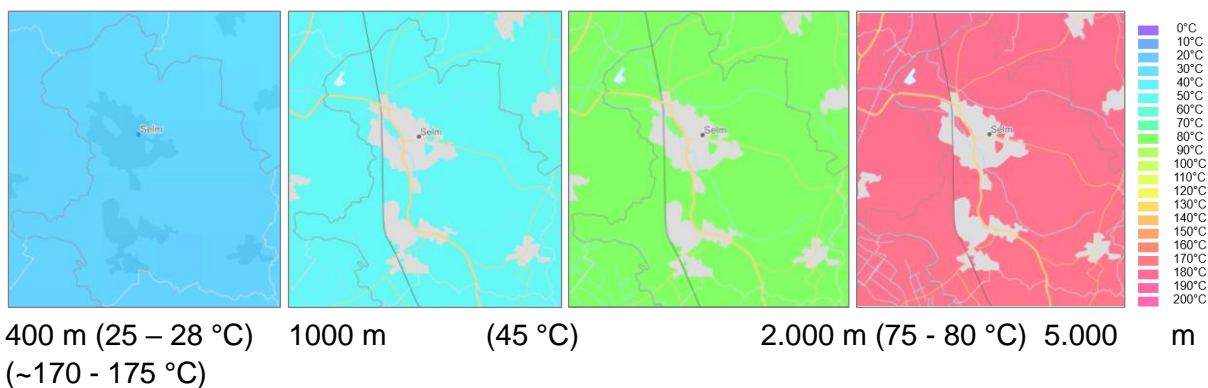 Selm
Selm
Selm
Selm
0°C
10°C
20°C
30°C
40°C
50°C
60°C
70°C
80°C
90°C
100°C
110°C
120°C
130°C
140°C
150°C
160°C
170°C
180°C
190°C
200°C
400 m (25 – 28 °C) 1000 m (45 °C) 2.000 m (75 - 80 °C) 5.000 m
(~170 - 175 °C)